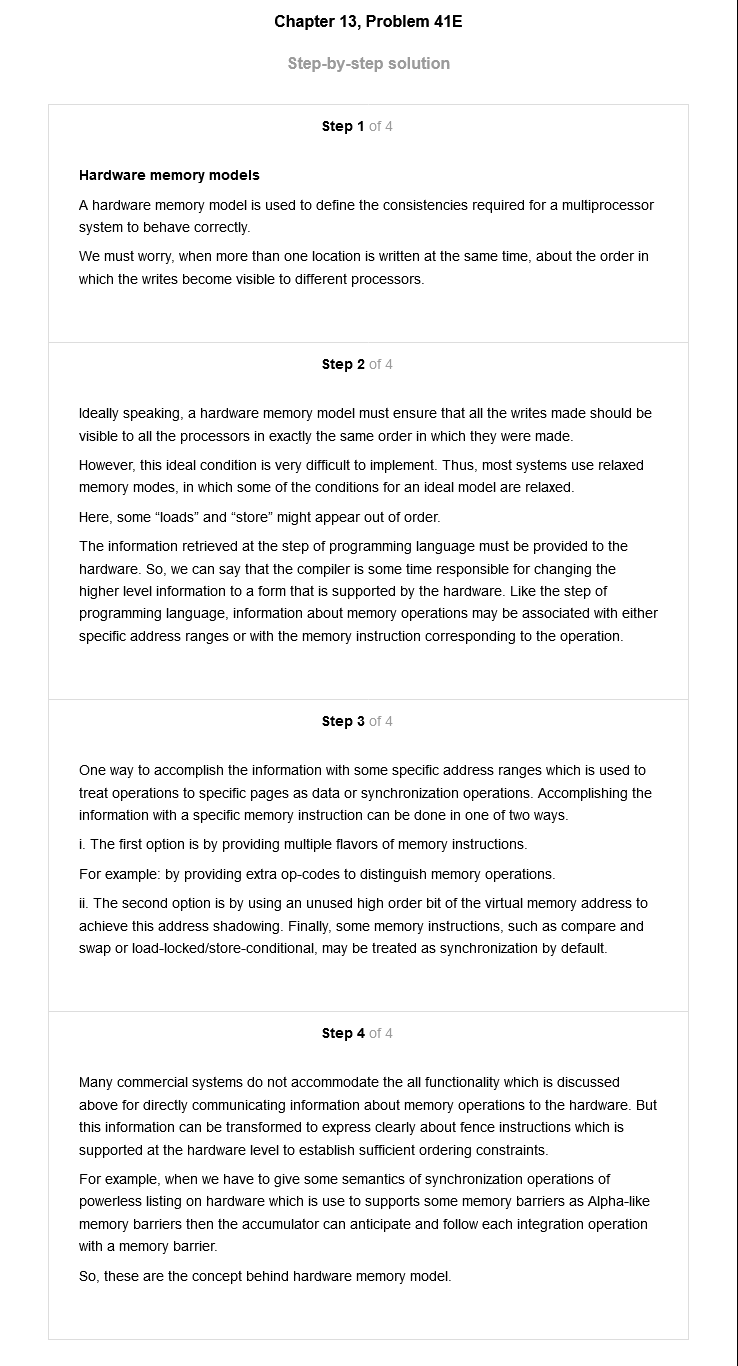 Chapter 13, Problem 41E
Step-by-step solution
Step 1 of 4
Hardware memory models
A hardware memory model is used to define the consistencies required for a multiprocessor
system to behave correctly.
We must worry, when more than one location is written at the same time, about the order in
which the writes become visible to different processors.
Step 2 of 4
Ideally speaking, a hardware memory model must ensure that all the writes made should be
visible to all the processors in exactly the same order in which they were made.
However, this ideal condition is very difficult to implement. Thus, most systems use relaxed
memory modes, in which some of the conditions for an ideal model are relaxed.
Here, some “loads” and “store” might appear out of order.
The information retrieved at the step of programming language must be provided to the
hardware. So, we can say that the compiler is some time responsible for changing the
higher level information to a form that is supported by the hardware. Like the step of
programming language, information about memory operations may be associated with either
specific address ranges or with the memory instruction corresponding to the operation.
Step 3 of 4
One way to accomplish the information with some specific address ranges which is used to
treat operations to specific pages as data or synchronization operations. Accomplishing the
information with a specific memory instruction can be done in one of two ways.
i. The first option is by providing multiple flavors of memory instructions.
For example: by providing extra op-codes to distinguish memory operations.
ii. The second option is by using an unused high order bit of the virtual memory address to
achieve this address shadowing. Finally, some memory instructions, such as compare and
swap or load-locked/store-conditional, may be treated as synchronization by default.
Step 4 of 4
Many commercial systems do not accommodate the all functionality which is discussed
above for directly communicating information about memory operations to the hardware. But
this information can be transformed to express clearly about fence instructions which is
supported at the hardware level to establish sufficient ordering constraints.
For example, when we have to give some semantics of synchronization operations of
powerless listing on hardware which is use to supports some memory barriers as Alpha-like
memory barriers then the accumulator can anticipate and follow each integration operation
with a memory barrier.
So, these are the concept behind hardware memory model.